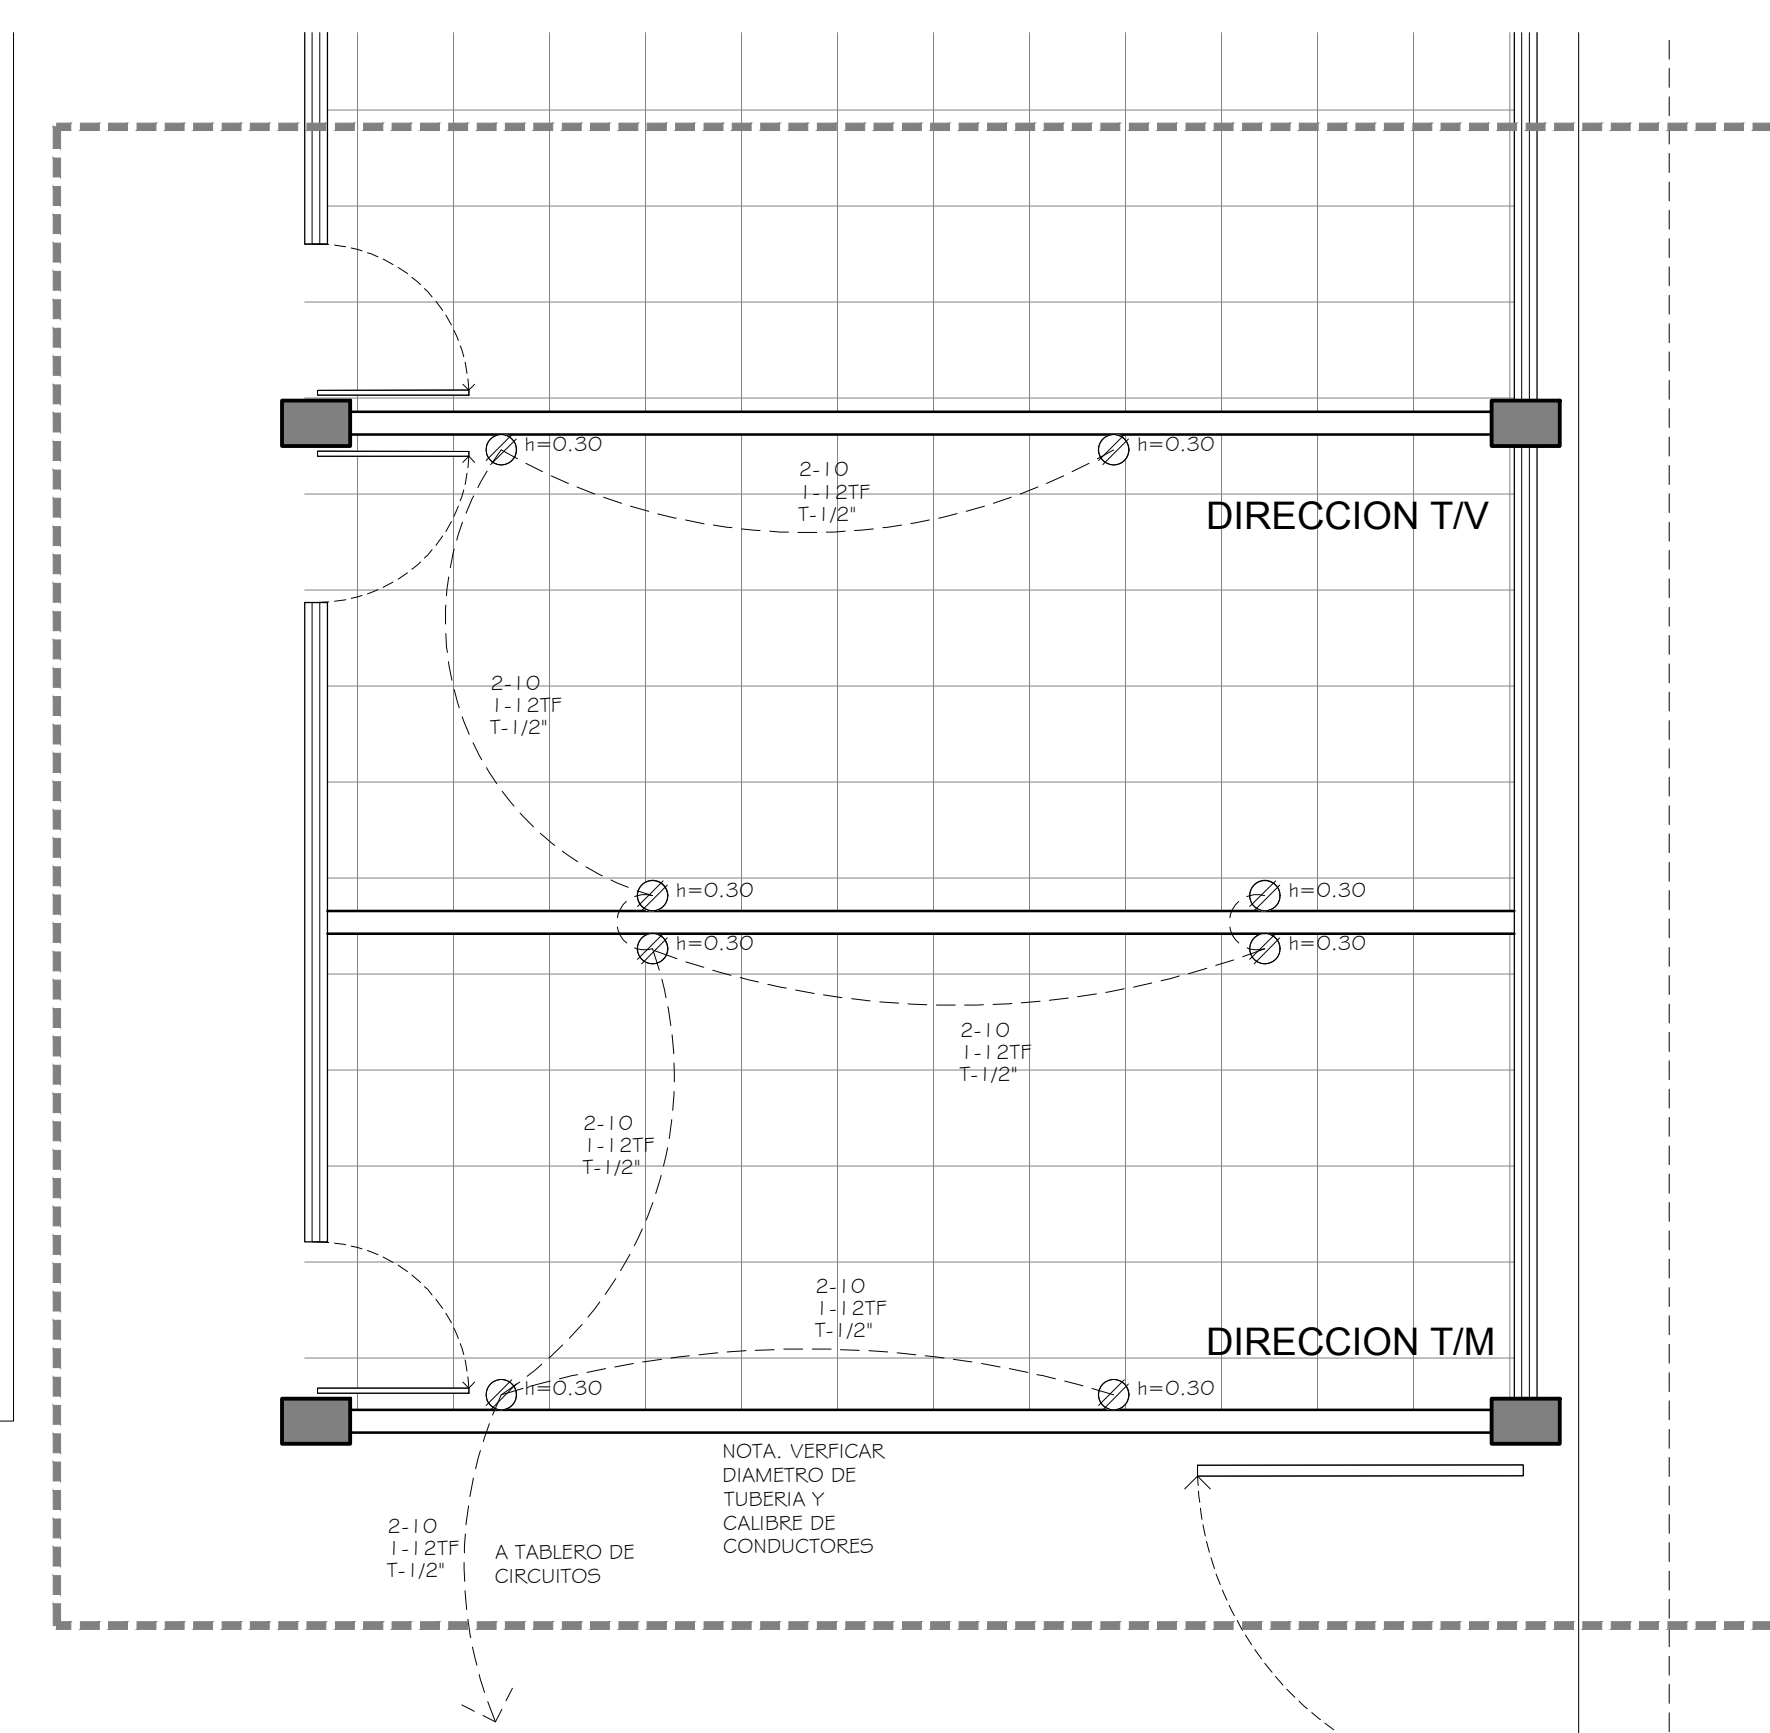 h=0.30
h=0.30
2-10
1-12TF
T-1/2"
DIRECCION T/V
2-10
1-12TF
T-1/2"
h=0.30
h=0.30
h=0.30
h=0.30
2-10
1-12TF
T-1/2"
2-10
1-12TF
T-1/2"
2-10
1-12TF
T-1/2"
DIRECCION T/M
h=0.30
h=0.30
NOTA. VERFICAR
DIAMETRO DE
TUBERIA Y
CALIBRE DE
CONDUCTORES
2-10
1-12TF
T-1/2"
A TABLERO DE
CIRCUITOS